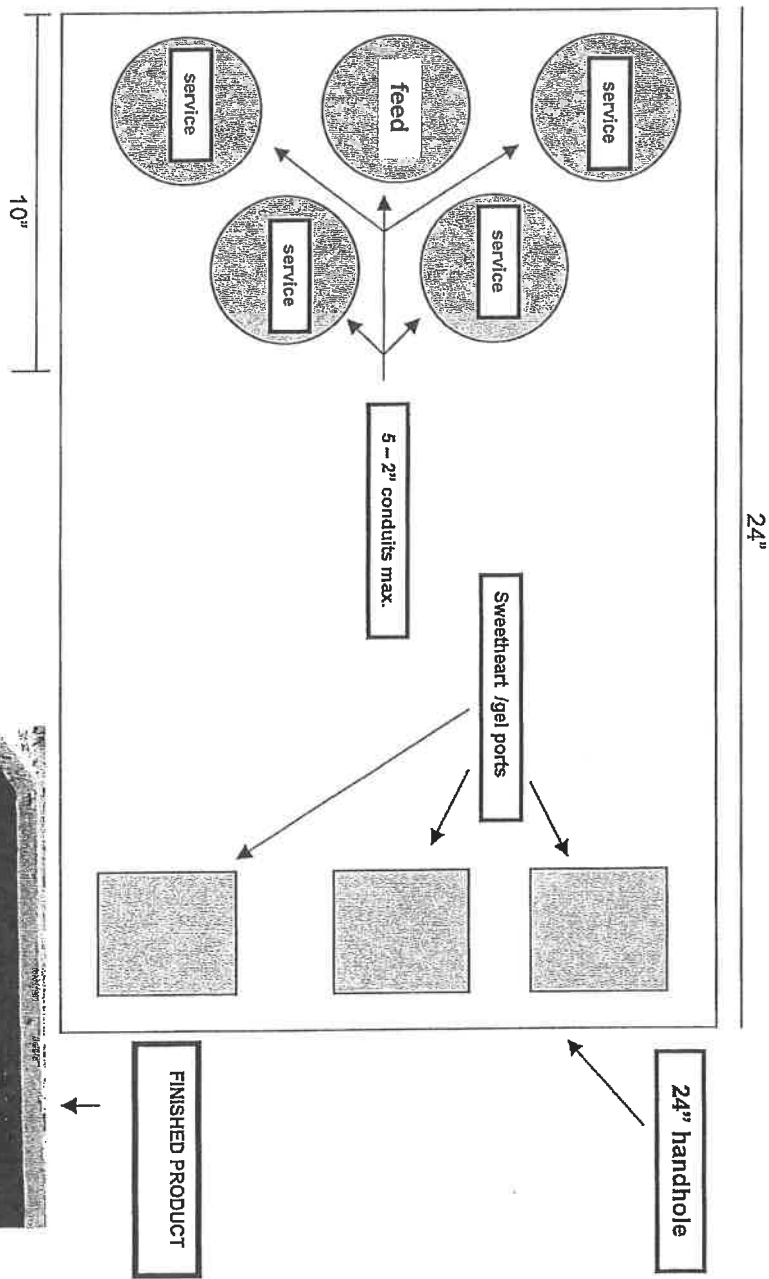 24"
24" handhole
service
service
Sweetheart /gel ports
feed
5 – 2" conduits max.
service
service
FINISHED PRODUCT
10"